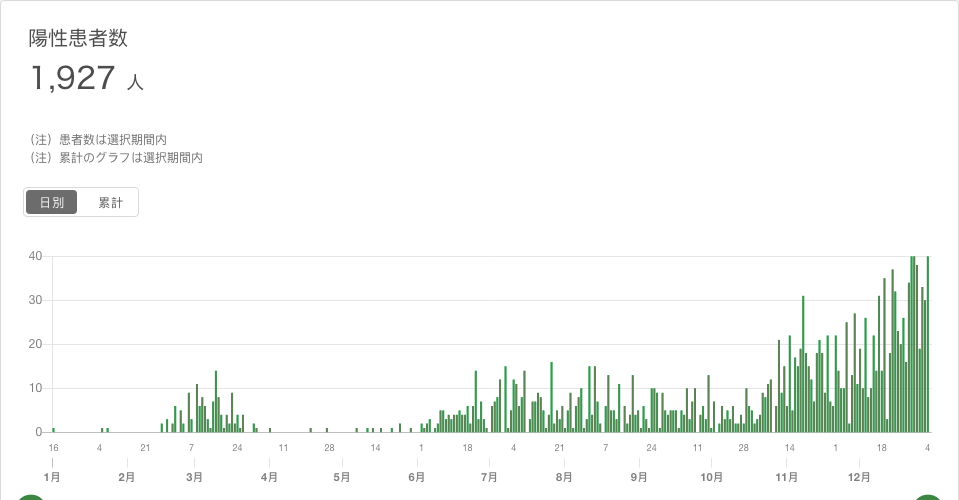 陽性患者数
1,927 人
（注）患者数は選択期間内
（注）累計のグラフは選択期間内
日別 累計
40
30
20
10
0
16 4 21 7 24 11 28 14 1 17 4 21 7 24 11 28 14 1 18 4
1月 2月 3月 4月 5月 6月 7月 8月 9月 10月 11月 12月